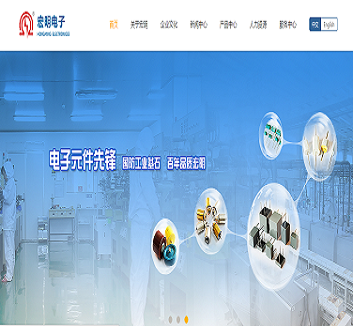 宏明电子
HONGMING ELECTRONICS
首页 关于宏明 企业文化 新闻中心 产品中心 人力资源 服务中心 中文 English
电子元件先锋 国防工业基石 百年品质宏明